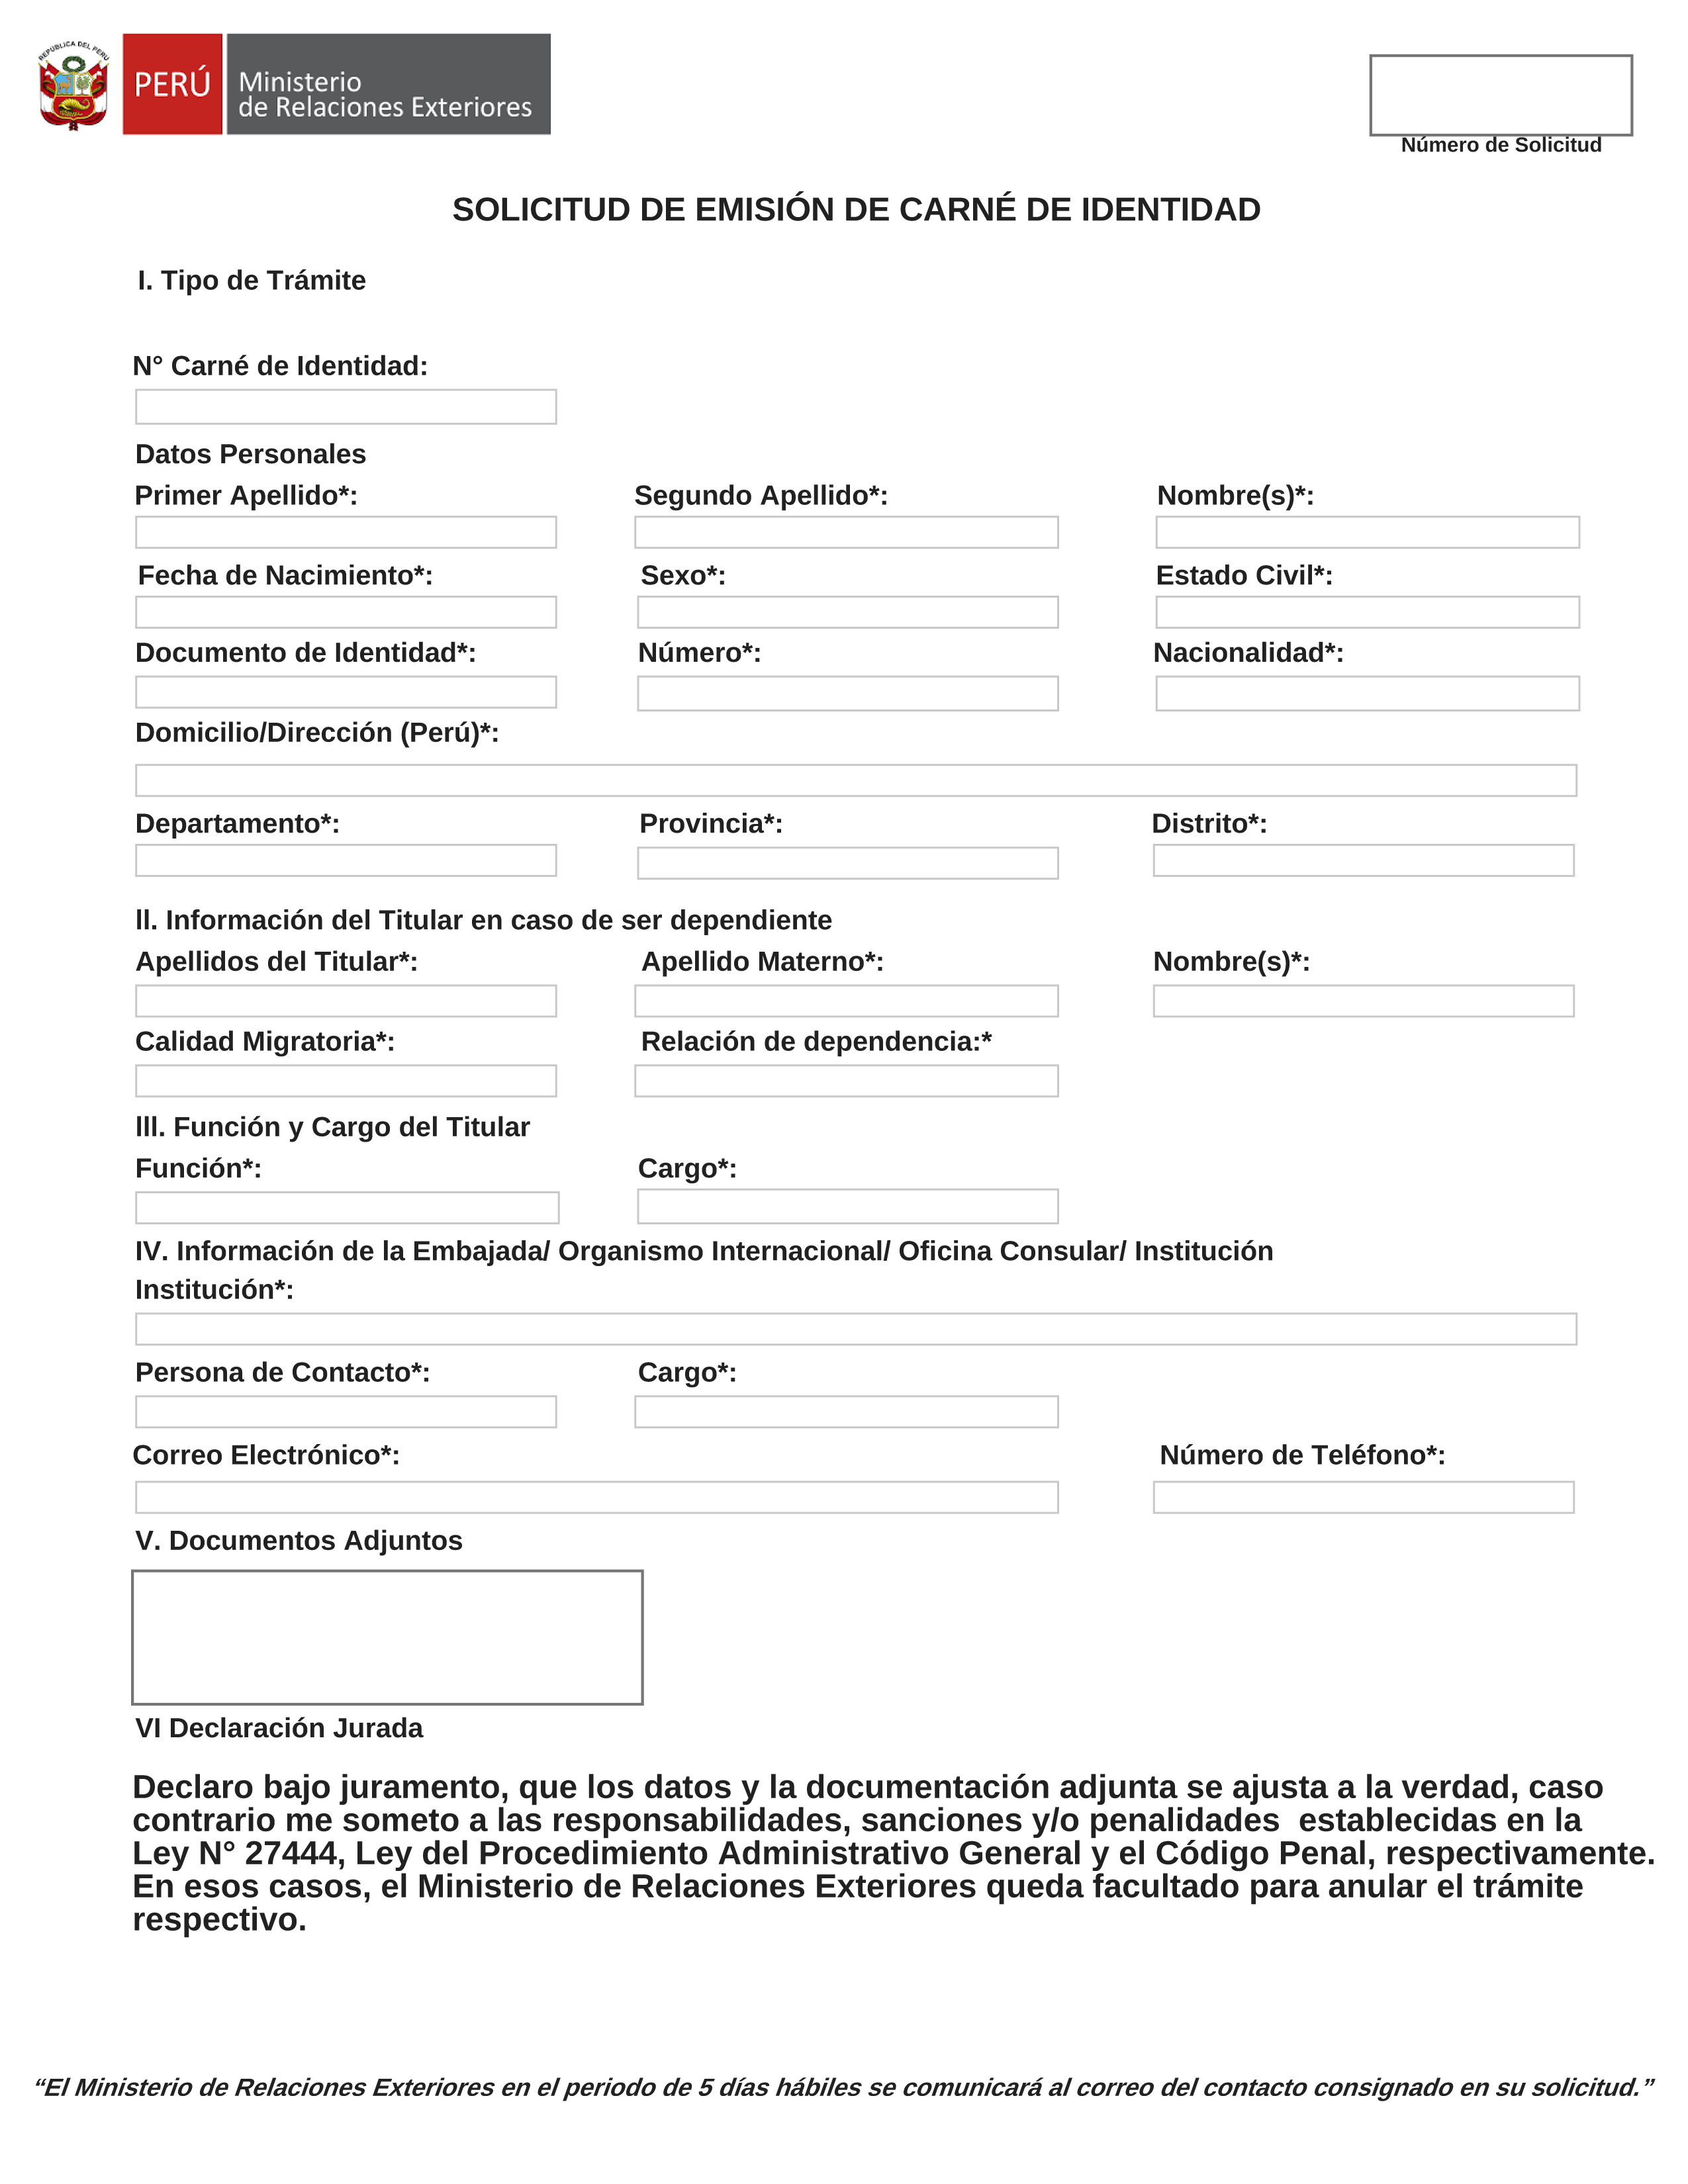 REPÚBLICA DEL PERÚ
PERÚ
Ministerio
de Relaciones Exteriores
Número de Solicitud
SOLICITUD DE EMISIÓN DE CARNÉ DE IDENTIDAD
I. Tipo de Trámite
N° Carné de Identidad:
Datos Personales
Primer Apellido*: Segundo Apellido*: Nombre(s)*:
Fecha de Nacimiento*: Sexo*: Estado Civil*:
Documento de Identidad*: Número*: Nacionalidad*:
Domicilio/Dirección (Perú)*:
Departamento*: Provincia*: Distrito*:
ll. Información del Titular en caso de ser dependiente
Apellidos del Titular*: Apellido Materno*: Nombre(s)*:
Calidad Migratoria*: Relación de dependencia:*
lll. Función y Cargo del Titular
Función*: Cargo*:
IV. Información de la Embajada/ Organismo Internacional/ Oficina Consular/ Institución
Institución*:
Persona de Contacto*: Cargo*:
Correo Electrónico*: Número de Teléfono*:
V. Documentos Adjuntos
VI Declaración Jurada
Declaro bajo juramento, que los datos y la documentación adjunta se ajusta a la verdad, caso
contrario me someto a las responsabilidades, sanciones y/o penalidades  establecidas en la
Ley N° 27444, Ley del Procedimiento Administrativo General y el Código Penal, respectivamente.
En esos casos, el Ministerio de Relaciones Exteriores queda facultado para anular el trámite
respectivo.
“El Ministerio de Relaciones Exteriores en el periodo de 5 días hábiles se comunicará al correo del contacto consignado en su solicitud.”